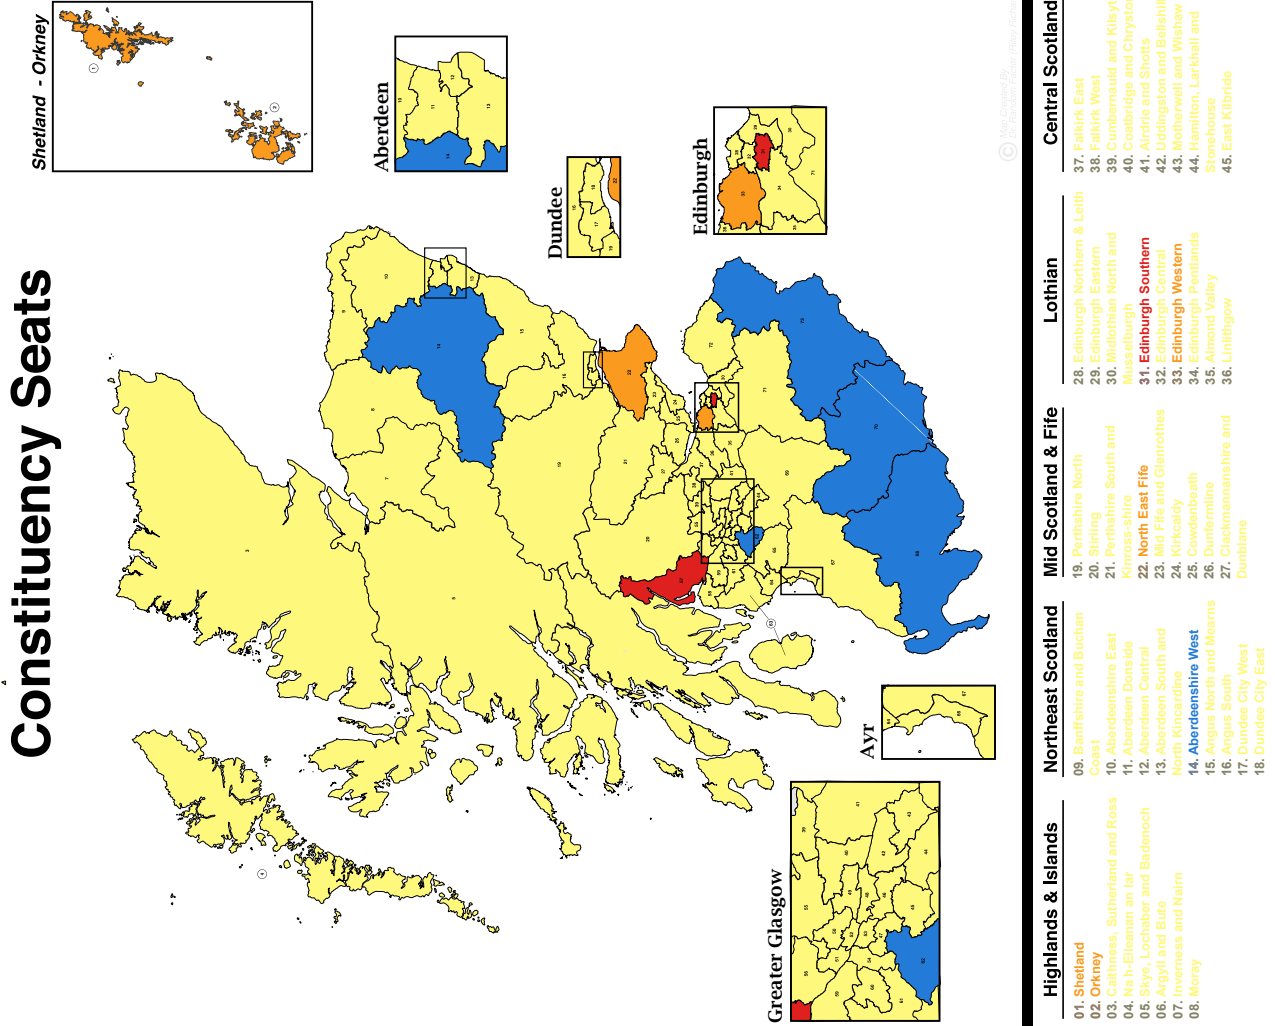 Constituency Seats
Shetland - Orkney
Aberdeen
Dundee
Edinburgh
Ayr
Greater Glasgow
© Map Created By
Highlands & Islands
01. Shetland
02. Orkney
03. Caithness, Sutherland and Ross
04. Na h-Eileanan an Iar
05. Skye, Lochaber and Badenoch
06. Argyll and Bute
07. Inverness and Nairn
08. Moray
Northeast Scotland
09. Banffshire and Buchan
Coast
10. Aberdeenshire East
11. Aberdeen Donside
12. Aberdeen Central
13. Aberdeen South and
North Kincardine
14. Aberdeenshire West
15. Angus North and Mearns
16. Angus South
17. Dundee City West
18. Dundee City East
Mid Scotland & Fife
19. Perthshire North
20. Stirling
21. Perthshire South and
Kinross-shire
22. North East Fife
23. Mid Fife and Glenrothes
24. Kirkcaldy
25. Cowdenbeath
26. Dunfermline
27. Clackmannanshire and
Dunblane
Lothian
28. Edinburgh Northern & Leith
29. Edinburgh Eastern
30. Midlothian North and
Musselburgh
31. Edinburgh Southern
32. Edinburgh Central
33. Edinburgh Western
34. Edinburgh Pentlands
35. Almond Valley
36. Linlithgow
Central Scotland
37. Falkirk East
38. Falkirk West
39. Cumbernauld and Kilsyt
40. Coatbridge and Chryston
41. Airdrie and Shotts
42. Uddingston and Bellshill
43. Motherwell and Wishaw
44. Hamilton, Larkhall and
Stonehouse
45. East Kilbride